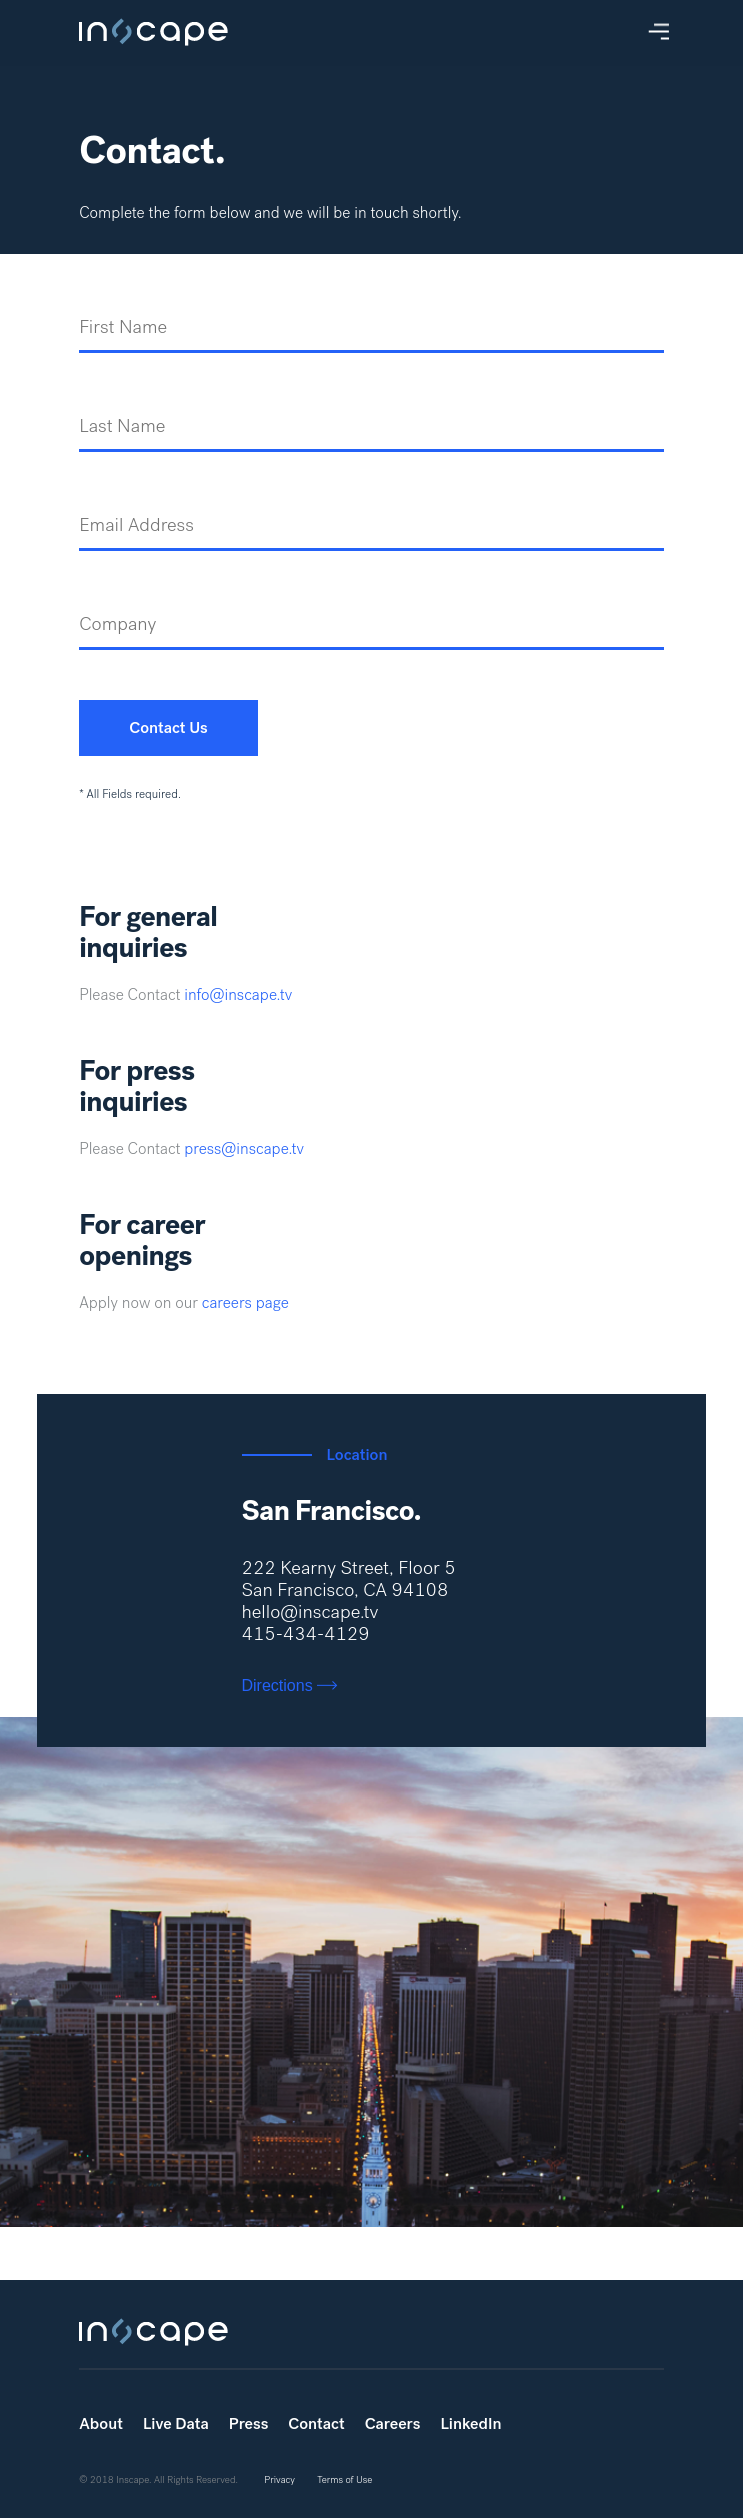 inscape
Contact.
Complete the form below and we will be in touch shortly.
First Name
Last Name
Email Address
Company
Contact Us
* All Fields required.
For general
inquiries
Please Contact info@inscape.tv
For press
inquiries
Please Contact press@inscape.tv
For career
openings
Apply now on our careers page
Location
San Francisco.
222 Kearny Street, Floor 5
San Francisco, CA 94108
hello@inscape.tv
415-434-4129
Directions
inscape
About Live Data Press Contact Careers LinkedIn
© 2018 Inscape. All Rights Reserved. Privacy Terms of Use